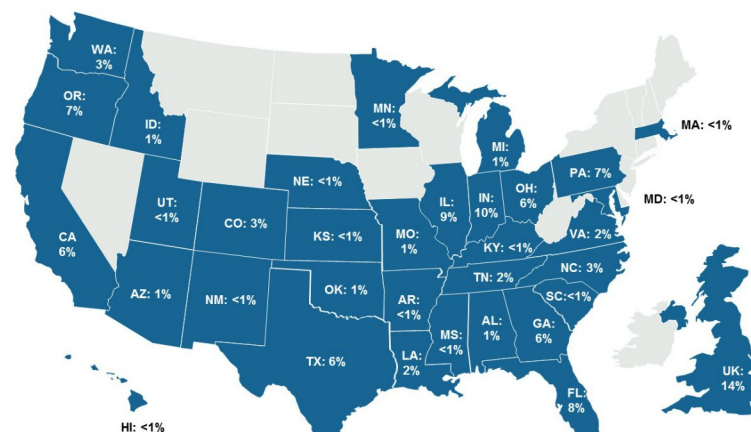 WA:
3%
OR:
7%
ID:
1%
MN:
<1%
MA: <1%
MI:
1%
PA: 7%
NE: <1%
OH:
6%
IL:
9%
IN:
10%
MD: <1%
UT:
<1%
CO: 3%
CA
6%
KS: <1%
MO:
1%
KY: <1%
VA: 2%
AZ: 1%
NM: <1%
OK: 1%
AR:
<1%
TN: 2%
NC: 3%
SC:<1%
MS:
<1%
AL:
1%
GA:
6%
TX: 6%
LA:
2%
FL:
8%
UK:
14%
HI: <1%